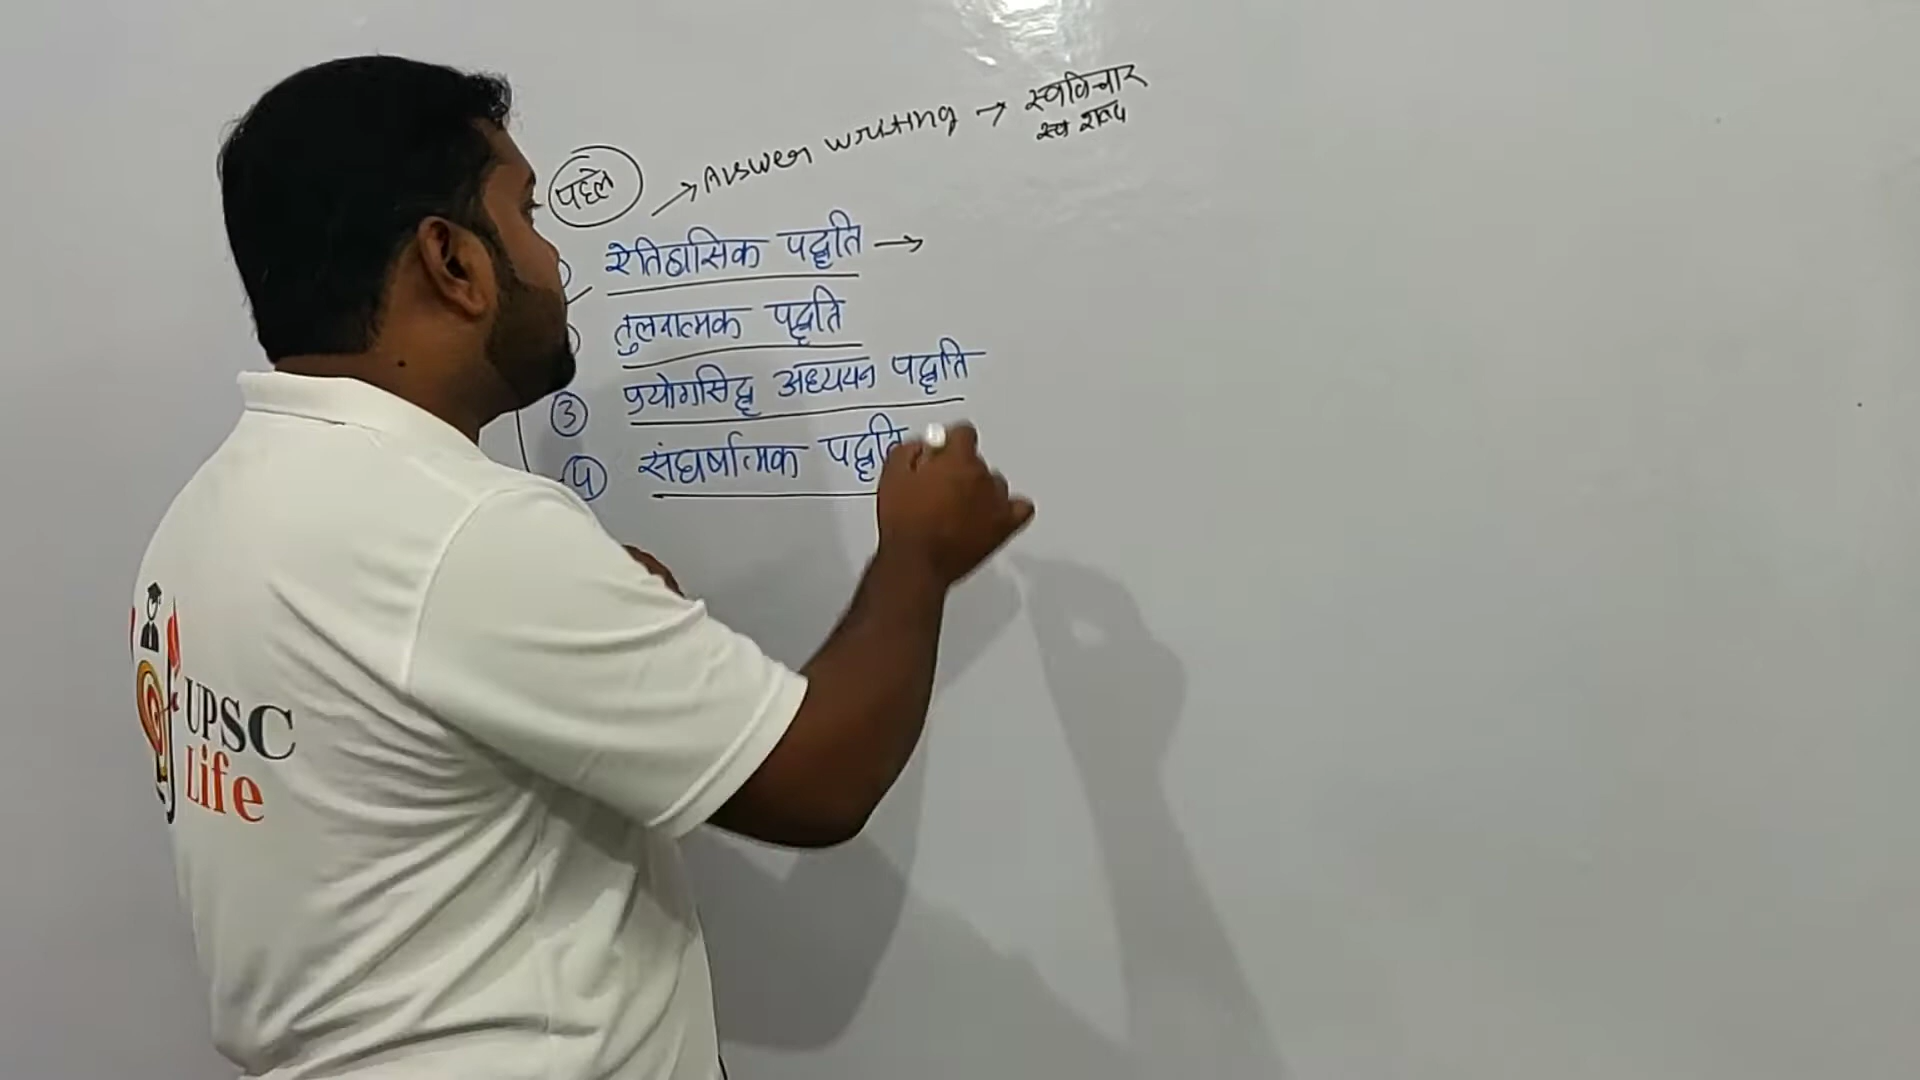 पहले → Answer writing → स्वविचार
स्व शब्द
ऐतिहासिक पद्धति →
तुलनात्मक पद्धति
③ प्रयोगसिद्ध अध्ययन पद्धति
④ संघर्षात्मक पद्धति
UPSC
Life